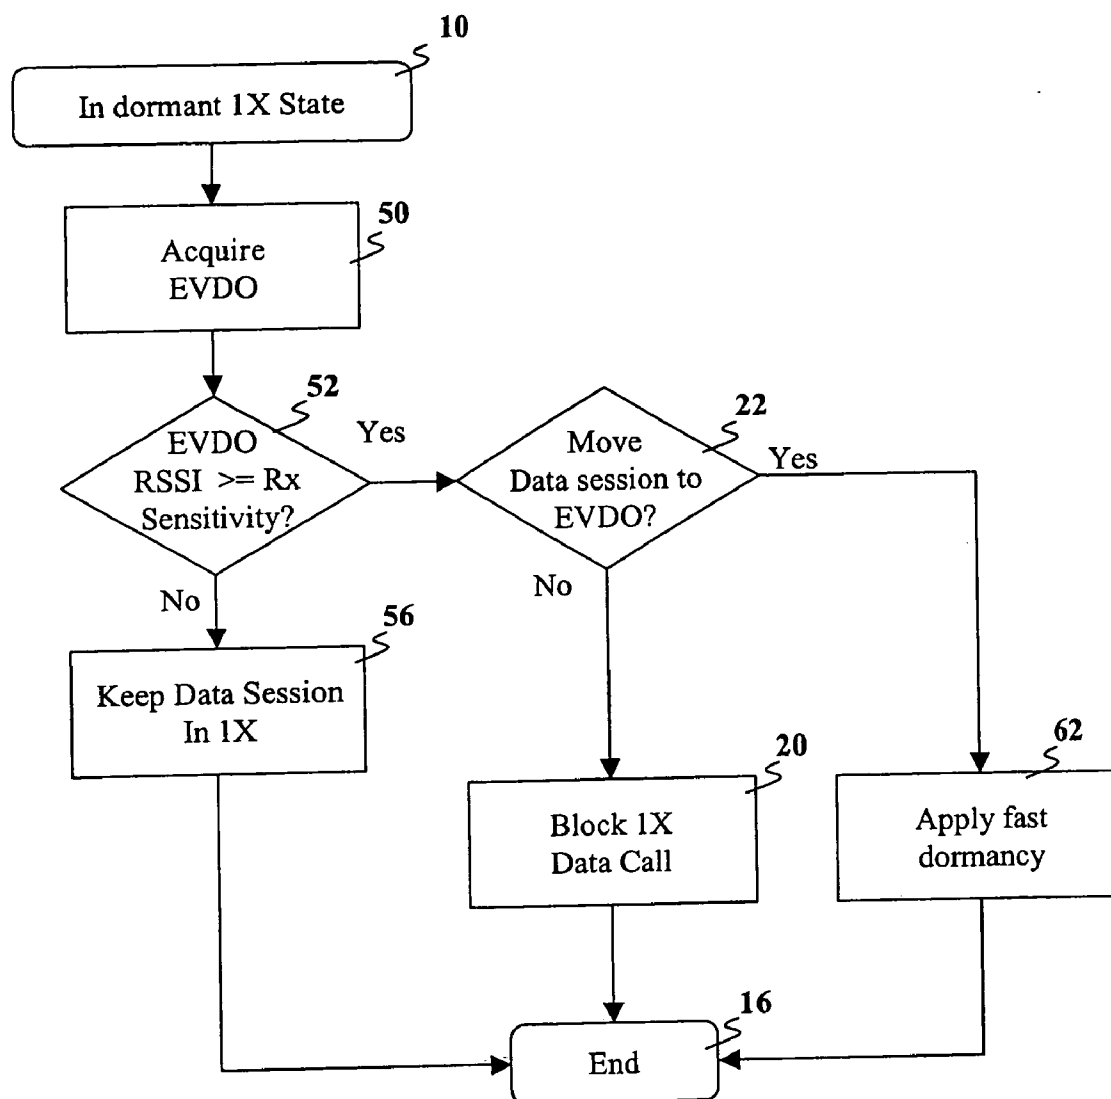 10
In dormant 1X State
50
Acquire
EVDO
52
EVDO
RSSI >= Rx
Sensitivity?
Yes
22
Move
Data session to
EVDO?
Yes
No
No
56
Keep Data Session
In 1X
20
Block 1X
Data Call
62
Apply fast
dormancy
16
End